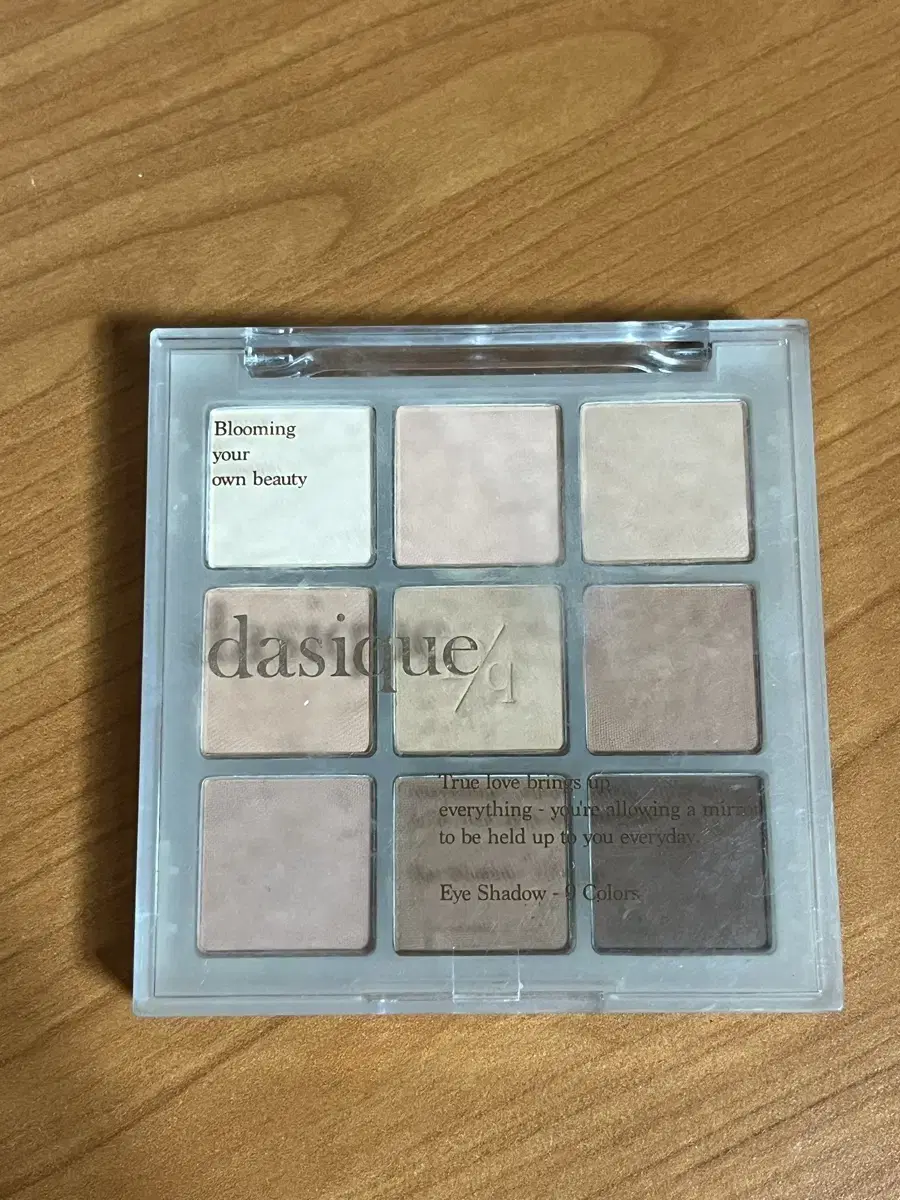 Blooming
your
own beauty
dasique
True love brings up
everything - you're allowing a mirror
to be held up to you everyday.
Eye Shadow - 9 Colors